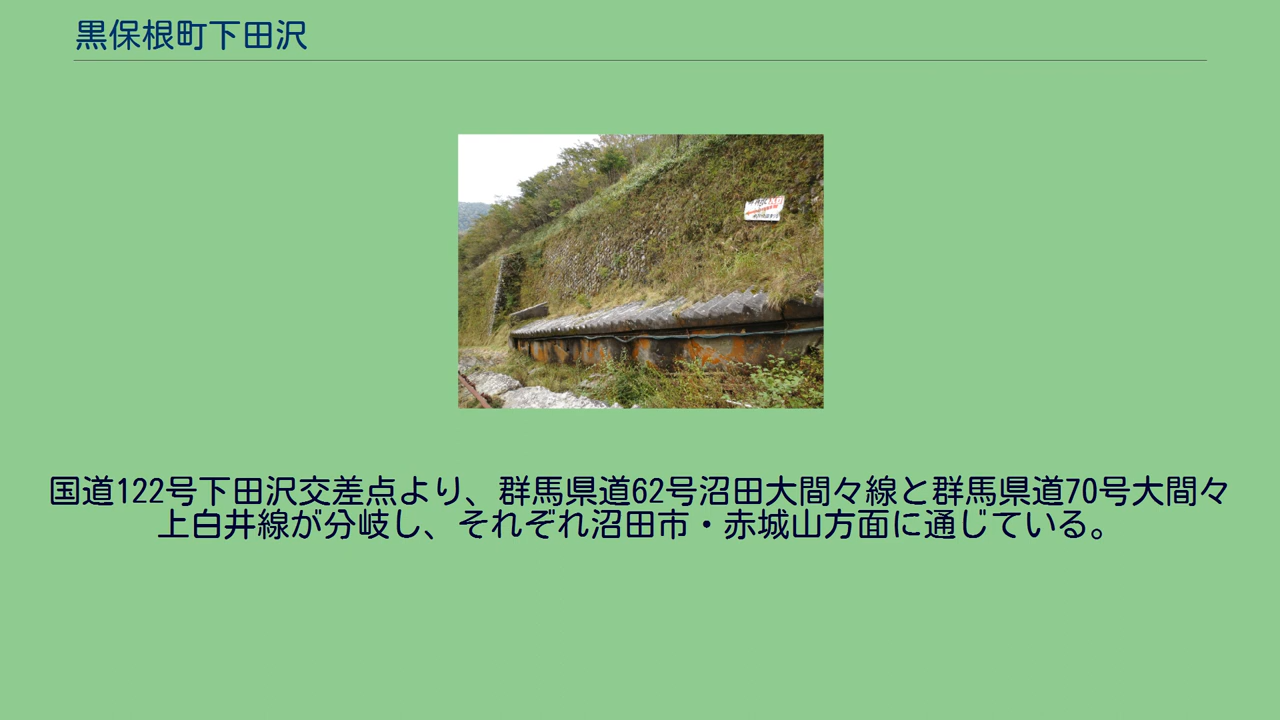 黒保根町下田沢
国道122号下田沢交差点より、群馬県道62号沼田大間々線と群馬県道70号大間々
上白井線が分岐し、それぞれ沼田市・赤城山方面に通じている。